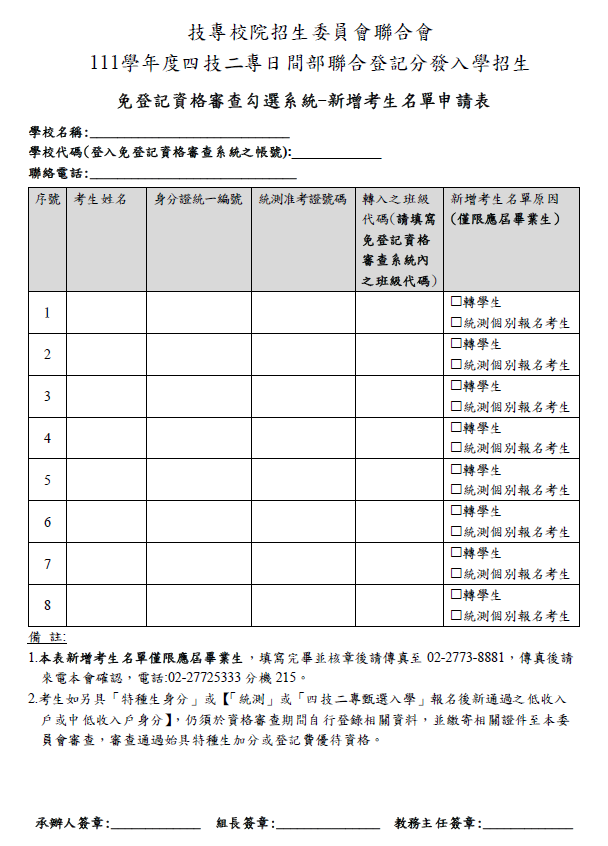 技專校院招生委員會聯合會
111學年度四技二專日間部聯合登記分發入學招生
免登記資格審查勾選系統-新增考生名單申請表
學校名稱:____________________________
學校代碼(登入免登記資格審查系統之帳號):____________
聯絡電話:____________________________
序號 考生姓名 身分證統一編號 統測准考證號碼 轉入之班級 新增考生名單原因
代碼(請填寫 (僅限應屆畢業生)
免登記資格
審查系統內
之班級代碼)
1 □轉學生
□統測個別報名考生
2 □轉學生
□統測個別報名考生
3 □轉學生
□統測個別報名考生
4 □轉學生
□統測個別報名考生
5 □轉學生
□統測個別報名考生
6 □轉學生
□統測個別報名考生
7 □轉學生
□統測個別報名考生
8 □轉學生
□統測個別報名考生
備 註:
1.本表新增考生名單僅限應屆畢業生，填寫完畢並核章後請傳真至 02-2773-8881，傳真後請
來電本會確認，電話:02-27725333 分機 215。
2.考生如另具「特種生身分」或【「統測」或「四技二專甄選入學」報名後新通過之低收入
戶或中低收入戶身分】，仍須於資格審查期間自行登錄相關資料，並繳寄相關證件至本委
員會審查，審查通過始具特種生加分或登記費優待資格。
承辦人簽章:____________ 組長簽章:______________ 教務主任簽章:____________